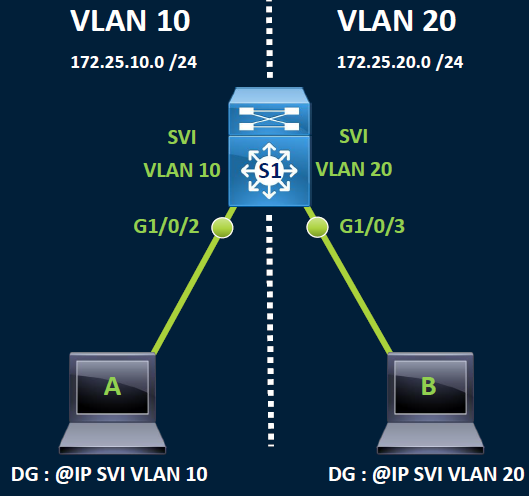 VLAN 10
VLAN 20
172.25.10.0 /24
172.25.20.0 /24
SVI
VLAN 10
SVI
VLAN 20
S1
G1/0/2
G1/0/3
A
B
DG : @IP SVI VLAN 10
DG : @IP SVI VLAN 20